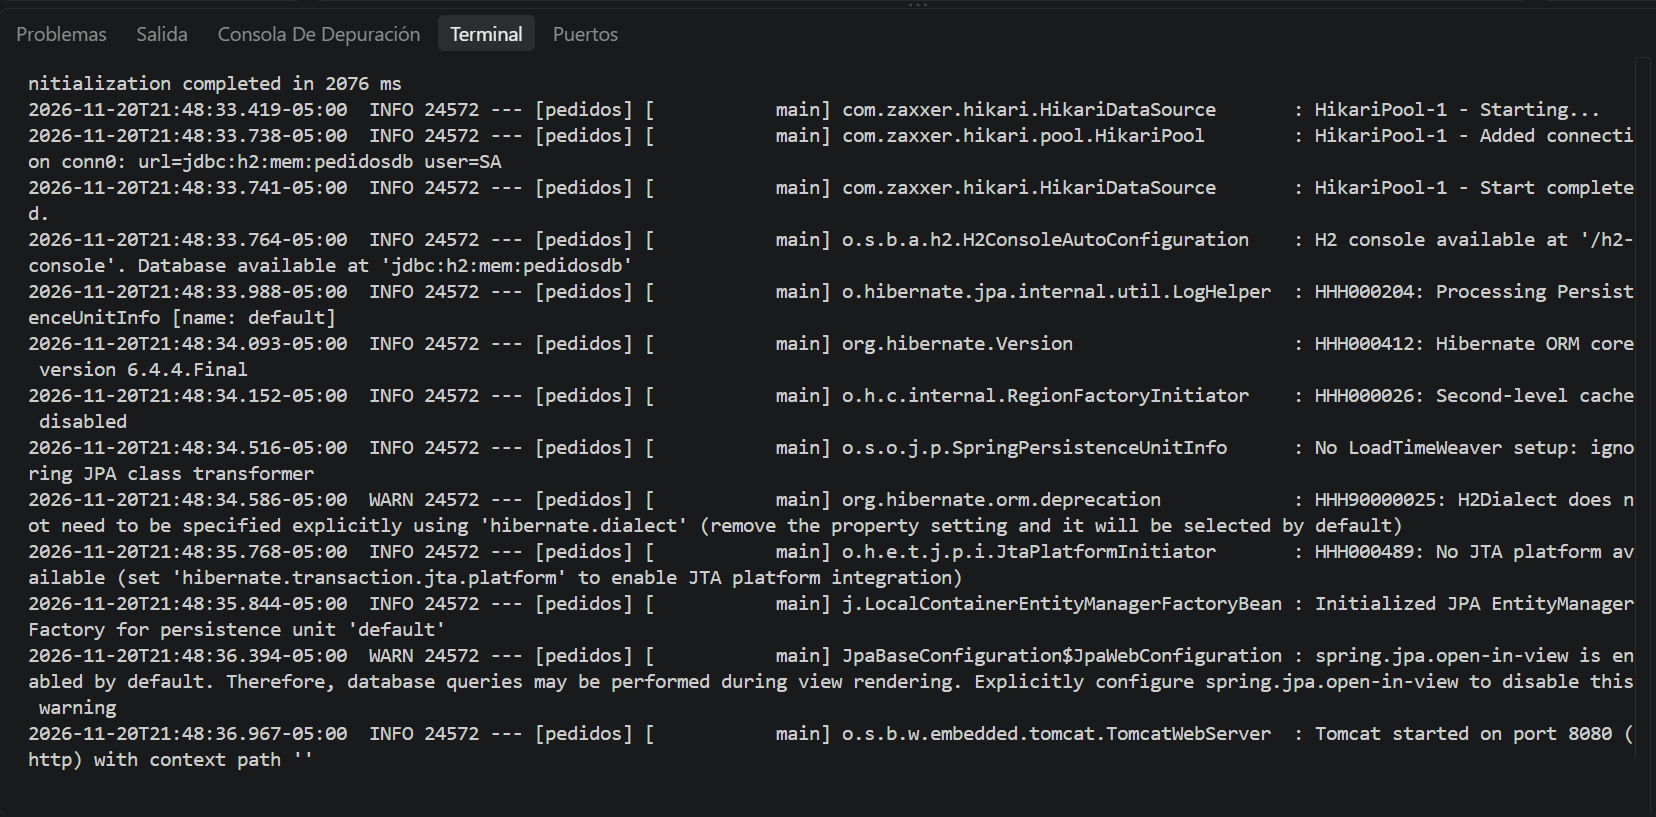 Problemas Salida Consola De Depuración Terminal Puertos
nitialization completed in 2076 ms
2026-11-20T21:48:33.419-05:00  INFO 24572 --- [pedidos] [           main] com.zaxxer.hikari.HikariDataSource       : HikariPool-1 - Starting...
2026-11-20T21:48:33.738-05:00  INFO 24572 --- [pedidos] [           main] com.zaxxer.hikari.pool.HikariPool        : HikariPool-1 - Added connecti
on conn0: url=jdbc:h2:mem:pedidosdb user=SA
2026-11-20T21:48:33.741-05:00  INFO 24572 --- [pedidos] [           main] com.zaxxer.hikari.HikariDataSource       : HikariPool-1 - Start complete
d.
2026-11-20T21:48:33.764-05:00  INFO 24572 --- [pedidos] [           main] o.s.b.a.h2.H2ConsoleAutoConfiguration    : H2 console available at '/h2-
console'. Database available at 'jdbc:h2:mem:pedidosdb'
2026-11-20T21:48:33.988-05:00  INFO 24572 --- [pedidos] [           main] o.hibernate.jpa.internal.util.LogHelper  : HHH000204: Processing Persist
enceUnitInfo [name: default]
2026-11-20T21:48:34.093-05:00  INFO 24572 --- [pedidos] [           main] org.hibernate.Version                    : HHH000412: Hibernate ORM core
 version 6.4.4.Final
2026-11-20T21:48:34.152-05:00  INFO 24572 --- [pedidos] [           main] o.h.c.internal.RegionFactoryInitiator    : HHH000026: Second-level cache
 disabled
2026-11-20T21:48:34.516-05:00  INFO 24572 --- [pedidos] [           main] o.s.o.j.p.SpringPersistenceUnitInfo      : No LoadTimeWeaver setup: igno
ring JPA class transformer
2026-11-20T21:48:34.586-05:00  WARN 24572 --- [pedidos] [           main] org.hibernate.orm.deprecation            : HHH90000025: H2Dialect does n
ot need to be specified explicitly using 'hibernate.dialect' (remove the property setting and it will be selected by default)
2026-11-20T21:48:35.768-05:00  INFO 24572 --- [pedidos] [           main] o.h.e.t.j.p.i.JtaPlatformInitiator       : HHH000489: No JTA platform av
ailable (set 'hibernate.transaction.jta.platform' to enable JTA platform integration)
2026-11-20T21:48:35.844-05:00  INFO 24572 --- [pedidos] [           main] j.LocalContainerEntityManagerFactoryBean : Initialized JPA EntityManager
Factory for persistence unit 'default'
2026-11-20T21:48:36.394-05:00  WARN 24572 --- [pedidos] [           main] JpaBaseConfiguration$JpaWebConfiguration : spring.jpa.open-in-view is en
abled by default. Therefore, database queries may be performed during view rendering. Explicitly configure spring.jpa.open-in-view to disable this
 warning
2026-11-20T21:48:36.967-05:00  INFO 24572 --- [pedidos] [           main] o.s.b.w.embedded.tomcat.TomcatWebServer  : Tomcat started on port 8080 (
http) with context path ''